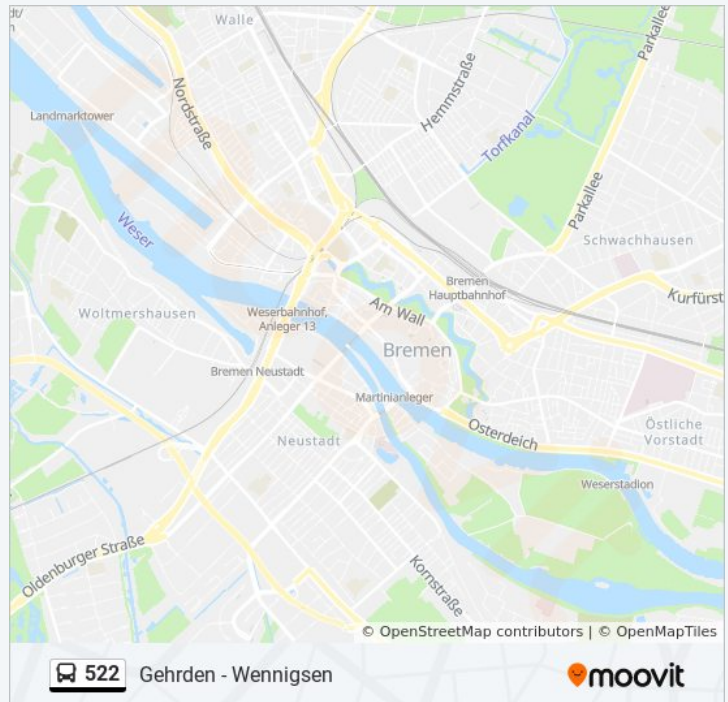 Walle
Parkallee
Hemmstraße
Nordstraße
Landmarktower
Torfkanal
Parkallee
Weser
Schwachhausen
Bremen
Hauptbahnhof
Kurfürst
Am Wall
Weserbahnhof,
Anleger 13
Woltmershausen
Bremen
Bremen Neustadt
Martinianleger
Osterdeich
Östliche
Vorstadt
Neustadt
Weserstadion
Oldenburger Straße
Kornstraße
© OpenStreetMap contributors | © OpenMapTiles
522 Gehrden - Wennigsen
moovit